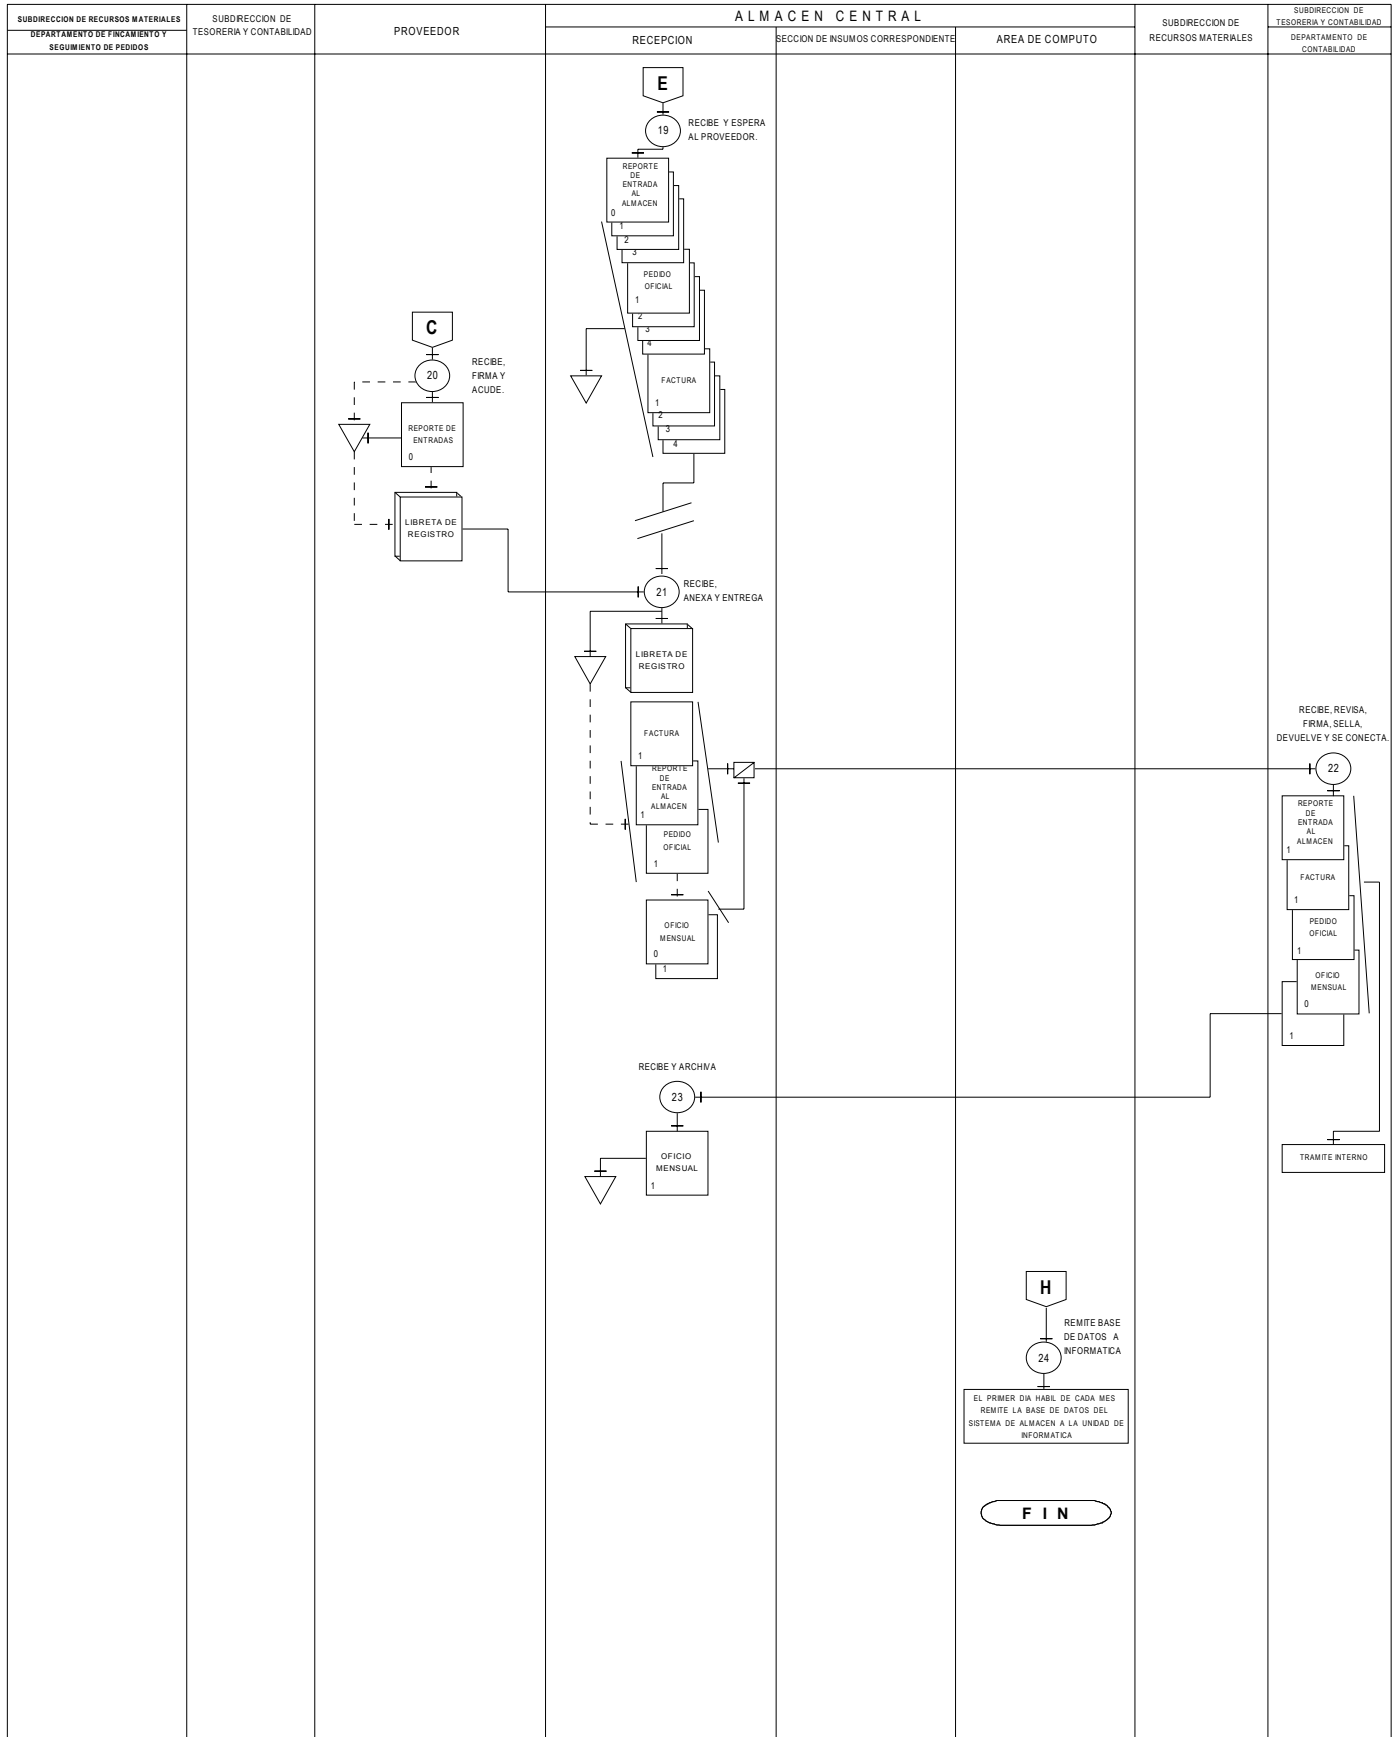 SUBDIRECCION DE RECURSOS MATERIALES
DEPARTAMENTO DE FINCAMIENTO Y
SEGUIMIENTO DE PEDIDOS
SUBDIRECCION DE
TESORERIA Y CONTABILIDAD
PROVEEDOR
ALMACEN CENTRAL
RECEPCION
SECCION DE INSUMOS CORRESPONDIENTE
AREA DE COMPUTO
SUBDIRECCION DE
RECURSOS MATERIALES
SUBDIRECCION DE
TESORERIA Y CONTABILIDAD
DEPARTAMENTO DE
CONTABILIDAD
E
19
RECIBE Y ESPERA
AL PROVEEDOR.
REPORTE
DE
ENTRADA
AL
ALMACEN
0
1
2
3
PEDIDO
OFICIAL
1
2
3
4
FACTURA
1
2
3
4
C
20
RECIBE,
FIRMA Y
ACUDE.
REPORTE DE
ENTRADAS
0
LIBRETA DE
REGISTRO
21
RECIBE,
ANEXA Y ENTREGA
LIBRETA DE
REGISTRO
FACTURA
1
REPORTE
DE
ENTRADA
AL
ALMACEN
1
PEDIDO
OFICIAL
1
OFICIO
MENSUAL
0
1
RECIBE, REVISA,
FIRMA, SELLA,
DEVUELVE Y SE CONECTA.
22
REPORTE
DE
ENTRADA
AL
ALMACEN
1
FACTURA
1
PEDIDO
OFICIAL
1
OFICIO
MENSUAL
0
1
RECIBE Y ARCHIVA
23
OFICIO
MENSUAL
1
TRAMITE INTERNO
H
REMITE BASE
DE DATOS A
INFORMATICA
24
EL PRIMER DIA HABIL DE CADA MES
REMITE LA BASE DE DATOS DEL
SISTEMA DE ALMACEN A LA UNIDAD DE
INFORMATICA
FIN